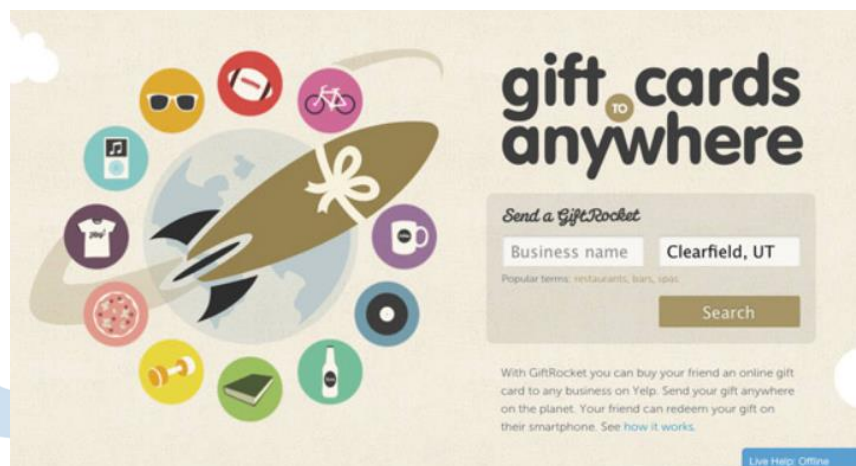 gift cards
TO
anywhere
Send a GiftRocket
Business name
Clearfield, UT
Popular terms: restaurants, bars, spas
Search
With GiftRocket you can buy your friend an online gift
card to any business on Yelp. Send your gift anywhere
on the planet. Your friend can redeem your gift on
their smartphone. See how it works.
Live Help: Offline